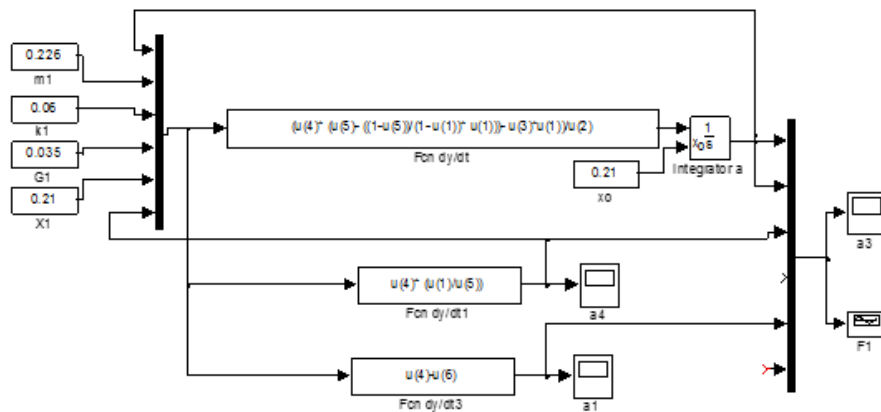 0.226
m1
0.06
k1
0.035
G1
0.21
X1
(u(4)* (u(5)- ((1-u(5))/(1-u(1))* u(1)))- u(3)*u(1))/u(2)
Fcn dy/dt
0.21
xo
1
xo s
Integrator a
u(4)* (u(1)/u(5))
Fcn dy/dt1
a4
u(4)-u(6)
Fcn dy/dt3
a1
a3
F1